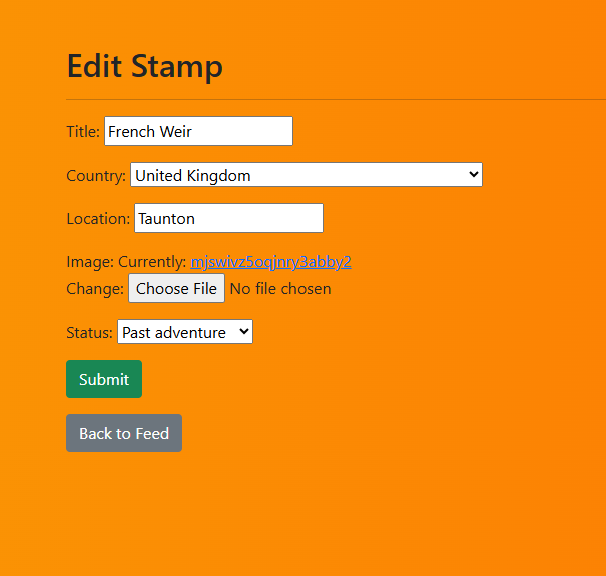 Edit Stamp
Title: French Weir
Country: United Kingdom
Location: Taunton
Image: Currently: mjswivz5oqjnry3abby2
Change: Choose File No file chosen
Status: Past adventure
Submit
Back to Feed